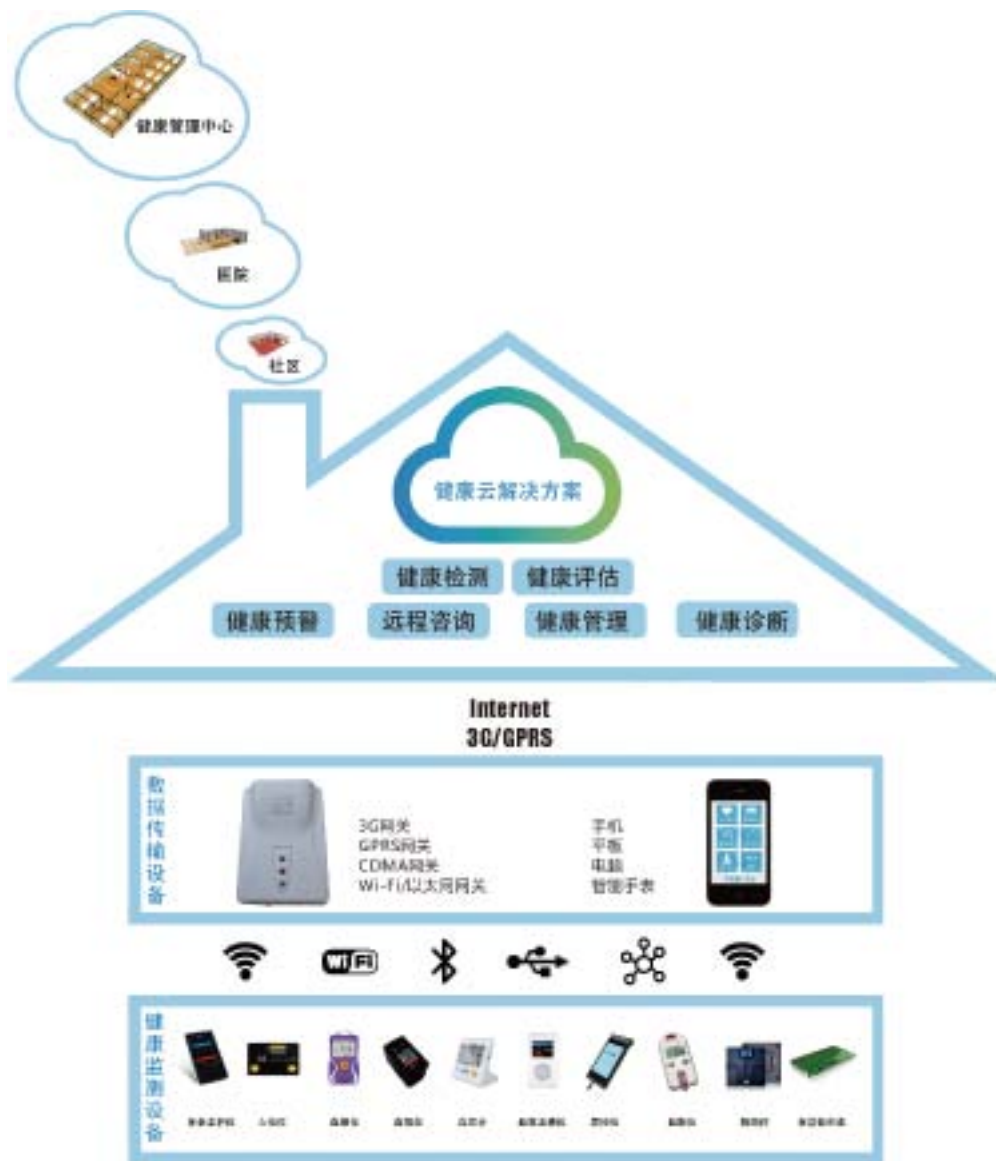 健康管理中心
医院
社区
健康云解决方案
健康检测 健康评估
健康预警 远程咨询 健康管理 健康诊断
Internet
3G/GPRS
数据传输设备
3G网关
GPRS网关
CDMA网关
Wi-Fi/以太网网关
手机
平板
电脑
智能手表
WiFi
健康监测设备